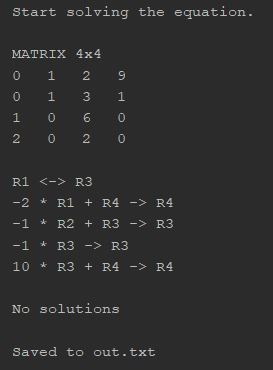 Start solving the equation.
MATRIX 4x4
0 1 2 9
0 1 3 1
1 0 6 0
2 0 2 0
R1 <-> R3
-2 * R1 + R4 -> R4
-1 * R2 + R3 -> R3
-1 * R3 -> R3
10 * R3 + R4 -> R4
No solutions
Saved to out.txt